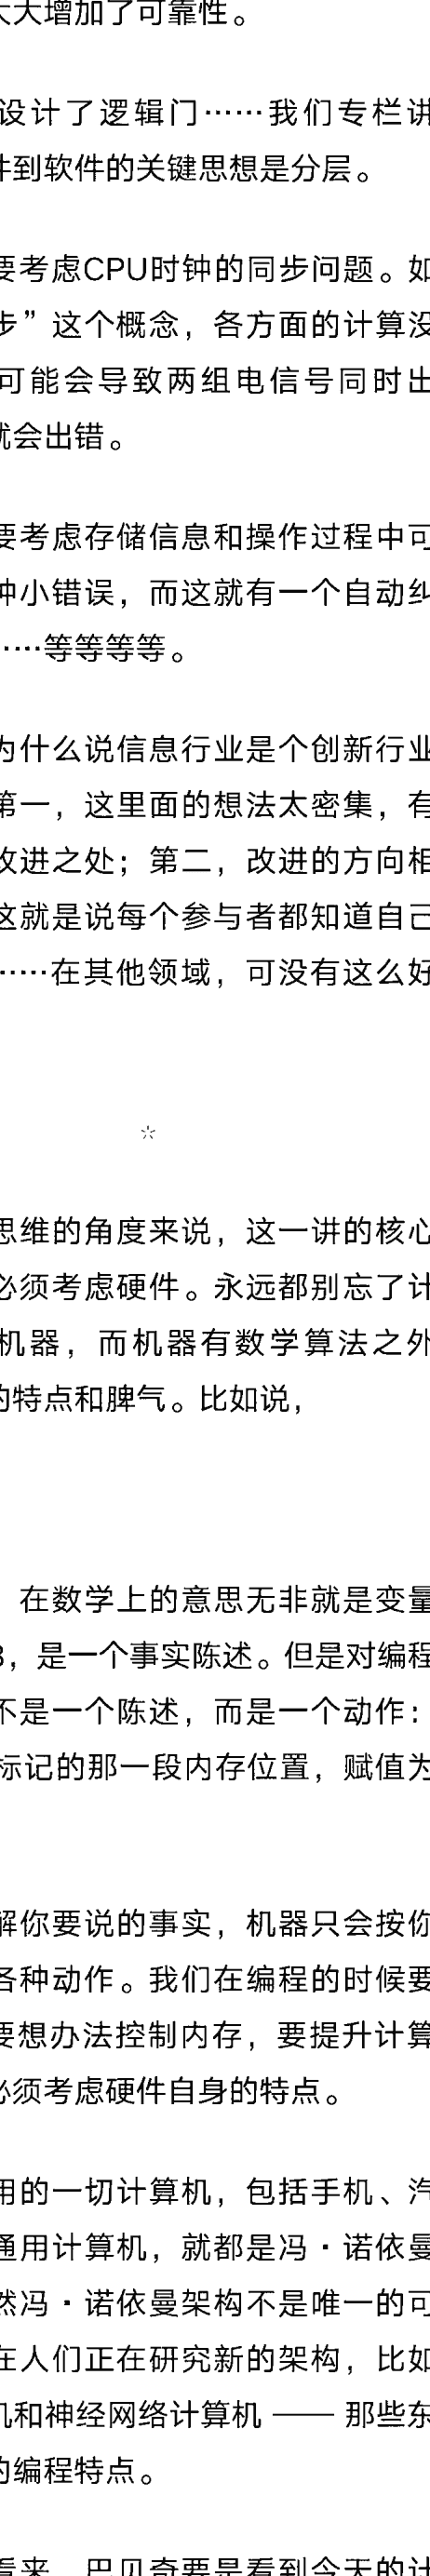 大大增加了可靠性。
设计了逻辑门……我们专栏讲
件到软件的关键思想是分层。
要考虑CPU时钟的同步问题。如
步”这个概念，各方面的计算没
可能会导致两组电信号同时出
就会出错。
要考虑存储信息和操作过程中可
种小错误，而这就有一个自动纠
……等等等等。
为什么说信息行业是个创新行业
第一，这里面的想法太密集，有
改进之处；第二，改进的方向相
这就是说每个参与者都知道自己
……在其他领域，可没有这么好
思维的角度来说，这一讲的核心
必须考虑硬件。永远都别忘了计
机器，而机器有数学算法之外
的特点和脾气。比如说，
在数学上的意思无非就是变量
3，是一个事实陈述。但是对编程
不是一个陈述，而是一个动作：
标记的那一段内存位置，赋值为
解你要说的事实，机器只会按你
各种动作。我们在编程的时候要
要想办法控制内存，要提升计算
必须考虑硬件自身的特点。
用的一切计算机，包括手机、汽
通用计算机，就都是冯·诺依曼
然冯·诺依曼架构不是唯一的可
在人们正在研究新的架构，比如
机和神经网络计算机 —— 那些东
的编程特点。
看来，巴贝奇要是看到今天的计